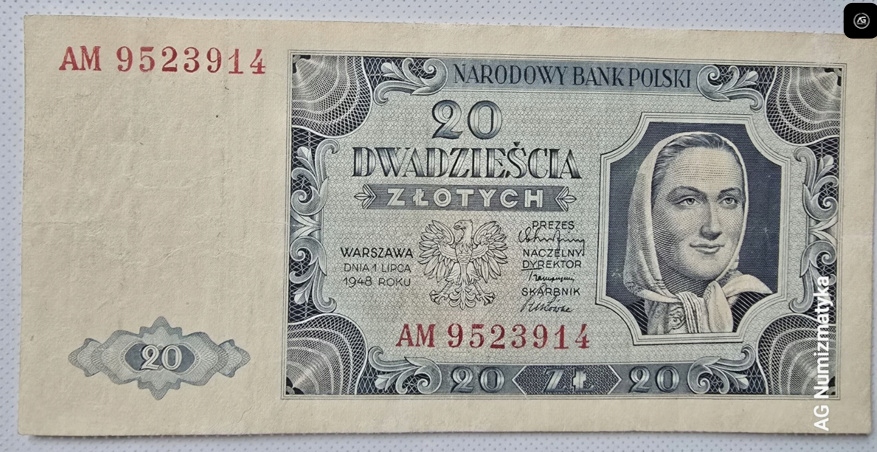 AM 9523914
NARODOWY BANK POLSKI
20
DWADZIEŚCIA
ZŁOTYCH
PREZES
WARSZAWA
DNIA 1 LIPCA
1948 ROKU
NACZELNY
DYREKTOR
SKARBNIK
AM 9523914
20
20 ZŁ 20
AG Numizmatyka
AG